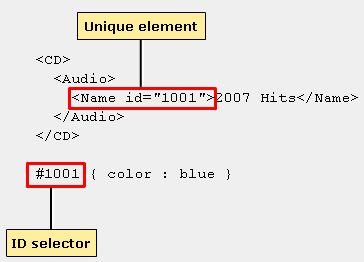 Unique element
<CD>
<Audio>
<Name id="1001">2007 Hits</Name>
</Audio>
</CD>
#1001 { color : blue }
ID selector